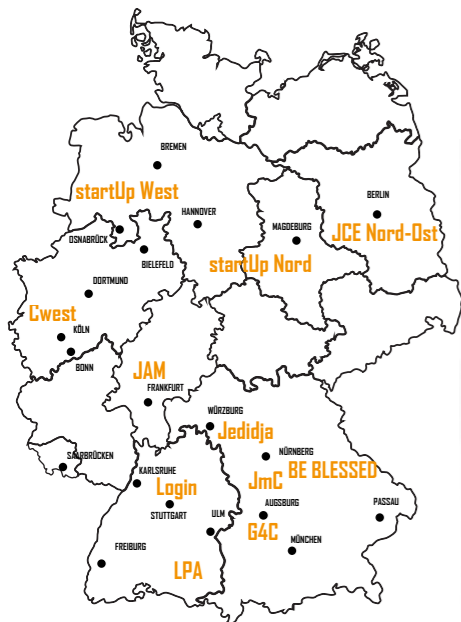 BREMEN
startUp West
BERLIN
HANNOVER
OSNABRÜCK
MAGDEBURG
JCE Nord-Ost
BIELEFELD
startUp Nord
DORTMUND
Cwest
KÖLN
BONN
JAM
FRANKFURT
WÜRZBURG
Jedidja
SAARBRÜCKEN
NÜRNBERG
KARLSRUHE
JmC
BE BLESSED
Login
STUTTGART
AUGSBURG
PASSAU
ULM
G4C
MÜNCHEN
FREIBURG
LPA